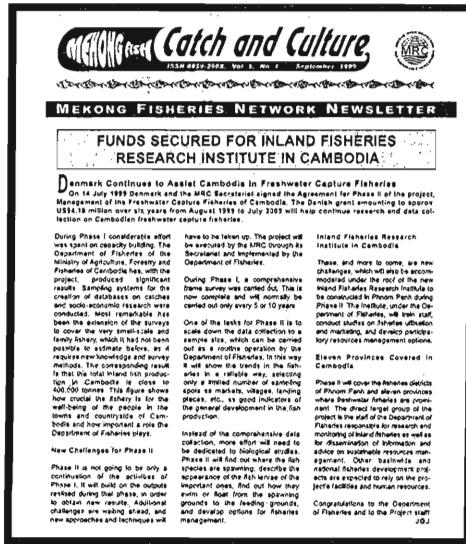 MEKONG FISH Catch and Culture
MRC
ISSN 0859-290X. Vol. 5, No. 1 September 1999
MEKONG FISHERIES NETWORK NEWSLETTER
FUNDS SECURED FOR INLAND FISHERIES
RESEARCH INSTITUTE IN CAMBODIA
Denmark Continues to Assist Cambodia in Freshwater Capture Fisheries
On 14 July 1999 Denmark and the MRC Secretariat signed the Agreement for Phase II of the project,
Management of the Freshwater Capture Fisheries of Cambodia. The Danish grant amounting to approx
US$4.18 million over six years from August 1999 to July 2005 will help continue research and data col-
lection on Cambodian freshwater capture fisheries.
During Phase I considerable effort
was spent on capacity building. The
Department of Fisheries of the
Ministry of Agriculture, Forestry and
Fisheries of Cambodia has, with the
project, produced significant
results. Sampling systems for the
creation of databases on catches
and socio-economic research were
conducted. Most remarkable has
been the extension of the surveys
to cover the very small-scale and
family fishery, which it had not been
possible to estimate before, as it
requires new knowledge and survey
methods. The corresponding result
is that the total inland fish produc-
tion in Cambodia is close to
400,000 tonnes. This figure shows
how crucial the fishery is for the
well-being of the people in the
towns and countryside of Cam-
bodia and how important a role the
Department of Fisheries plays.
New Challenges for Phase II
Phase II is not going to be only a
continuation of the activities of
Phase I. It will build on the outputs
realised during that phase, in order
to obtain new results. Additional
challenges are waiting ahead, and
new approaches and techniques will
have to be taken up. The project will
be executed by the MRC through its
Secretariat and implemented by the
Department of Fisheries.
During Phase I, a comprehensive
frame survey was carried out. This is
now complete and will normally be
carried out only every 5 or 10 years
One of the tasks for Phase II is to
scale down the data collection to a
sample size, which can be carried
out as a routine operation by the
Department of Fisheries. In this way
it will show the trends in the fish-
eries in a reliable way, selecting
only a limited number of sampling
spots as markets, villages, landing
places, etc., as good indicators of
the general development in the fish
production.
Instead of the comprehensive data
collection, more effort will need to
be dedicated to biological studies.
Phase II will find out where the fish
species are spawning, describe the
appearance of the fish larvae of the
important ones, find out how they
swim or float from the spawning
grounds to the feeding grounds,
and develop options for fisheries
management.
Inland Fisheries Research
Institute in Cambodia
These, and more to come, are new
challenges, which will also be accom-
modated under the roof of the new
Inland Fisheries Research Institute to
be constructed in Phnom Penh during
Phase II. The Institute, under the De-
partment of Fisheries, will train staff,
conduct studies on fisheries utilisation
and marketing, and develop participa-
tory resources management options.
Eleven Provinces Covered in
Cambodia
Phase II will cover the fisheries districts
of Phnom Penh and eleven provinces
where freshwater fisheries are promi-
nent. The direct target group of the
project is the staff of the Department of
Fisheries responsible for research and
monitoring of inland fisheries as well as
for dissemination of information and
advice on sustainable resources man-
agement. Other basinwide and
national fisheries development proj-
ects are expected to rely on the proj-
ect's facilities and human resources.
Congratulations to the Department
of Fisheries and to the Project staff
JGJ